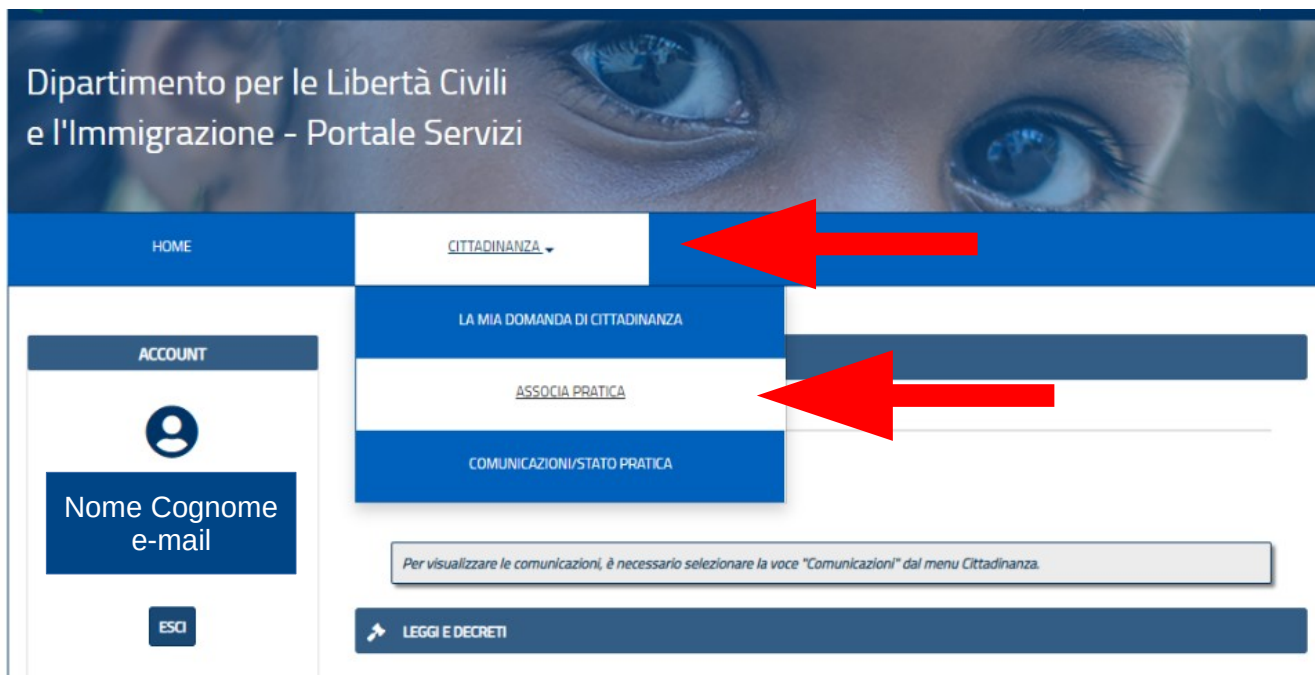 Dipartimento per le Libertà Civili
e l'Immigrazione - Portale Servizi
HOME
CITTADINANZA
LA MIA DOMANDA DI CITTADINANZA
ASSOCIA PRATICA
COMUNICAZIONI/STATO PRATICA
ACCOUNT
Nome Cognome
e-mail
ESCI
Per visualizzare le comunicazioni, è necessario selezionare la voce "Comunicazioni" dal menu Cittadinanza.
LEGGI E DECRETI